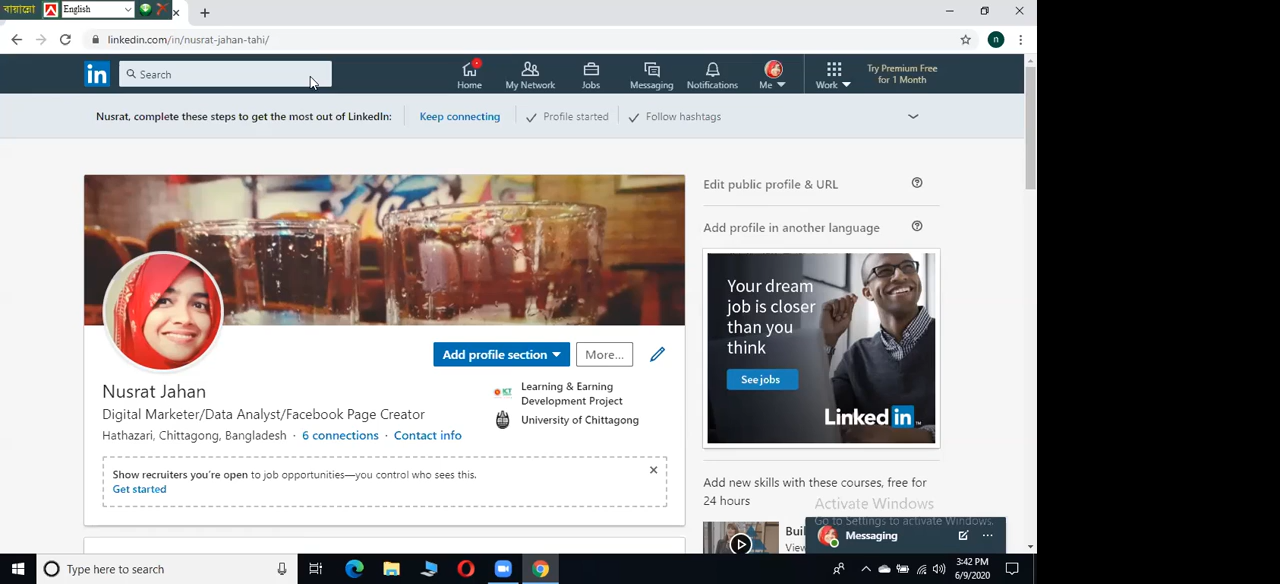 বায়ান্নো
English
linkedin.com/in/nusrat-jahan-tahi/
n
in
Search
Home
My Network
Jobs
Messaging
Notifications
Me
Work
Try Premium Free
for 1 Month
Nusrat, complete these steps to get the most out of LinkedIn:
Keep connecting
Profile started
Follow hashtags
Edit public profile & URL
Add profile in another language
Your dream
job is closer
than you
think
See jobs
Linkedin
Add profile section
More...
Nusrat Jahan
Digital Marketer/Data Analyst/Facebook Page Creator
Hathazari, Chittagong, Bangladesh · 6 connections · Contact info
ICT
Learning & Earning
Development Project
University of Chittagong
Show recruiters you're open to job opportunities—you control who sees this.
Get started
Add new skills with these courses, free for
24 hours
Activate Windows
Go to Settings to activate Windows.
View
Messaging
Type here to search
3:42 PM
6/9/2020